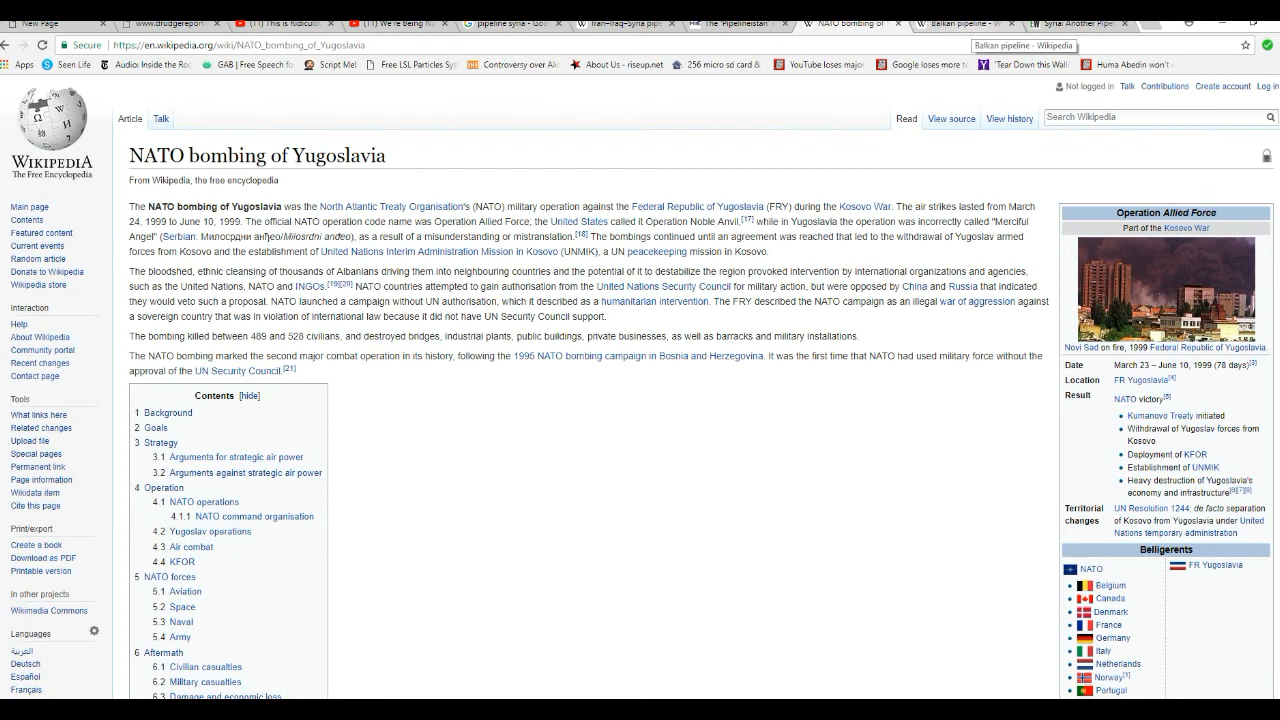 New Page
www.drudgereport
(11) This is Ridicul
(11) We're Being N
pipeline syria - Go
Iran–Iraq–Syria pipe
The 'Pipelineistan'
NATO bombing of
Balkan pipeline - W
Syria: Another Pipel
Secure
https://en.wikipedia.org/wiki/NATO_bombing_of_Yugoslavia
Balkan pipeline - Wikipedia
Apps
Seen Life
Audio: Inside the Ro
GAB | Free Speech fo
Script Me!
Free LSL Particles Sy
Controversy over Ali
About Us - riseup.net
256 micro sd card &
YouTube loses major
Google loses more to
'Tear Down this Wall
Huma Abedin won't
Not logged in Talk Contributions Create account Log in
WIKIPEDIA
The Free Encyclopedia
Article Talk
Read View source View history
Search Wikipedia
NATO bombing of Yugoslavia
From Wikipedia, the free encyclopedia
Main page
Contents
Featured content
Current events
Random article
Donate to Wikipedia
Wikipedia store
Interaction
Help
About Wikipedia
Community portal
Recent changes
Contact page
Tools
What links here
Related changes
Upload file
Special pages
Permanent link
Page information
Wikidata item
Cite this page
Print/export
Create a book
Download as PDF
Printable version
In other projects
Wikimedia Commons
Languages
العربية
Deutsch
Español
Français
The NATO bombing of Yugoslavia was the North Atlantic Treaty Organisation's (NATO) military operation against the Federal Republic of Yugoslavia (FRY) during the Kosovo War. The air strikes lasted from March
24, 1999 to June 10, 1999. The official NATO operation code name was Operation Allied Force; the United States called it Operation Noble Anvil,[17] while in Yugoslavia the operation was incorrectly called "Merciful
Angel" (Serbian: Милосрдни анђео/Milosrdni anđeo), as a result of a misunderstanding or mistranslation.[18] The bombings continued until an agreement was reached that led to the withdrawal of Yugoslav armed
forces from Kosovo and the establishment of United Nations Interim Administration Mission in Kosovo (UNMIK), a UN peacekeeping mission in Kosovo.
The bloodshed, ethnic cleansing of thousands of Albanians driving them into neighbouring countries and the potential of it to destabilize the region provoked intervention by international organizations and agencies,
such as the United Nations, NATO and INGOs.[19][20] NATO countries attempted to gain authorisation from the United Nations Security Council for military action, but were opposed by China and Russia that indicated
they would veto such a proposal. NATO launched a campaign without UN authorisation, which it described as a humanitarian intervention. The FRY described the NATO campaign as an illegal war of aggression against
a sovereign country that was in violation of international law because it did not have UN Security Council support.
The bombing killed between 489 and 528 civilians, and destroyed bridges, industrial plants, public buildings, private businesses, as well as barracks and military installations.
The NATO bombing marked the second major combat operation in its history, following the 1995 NATO bombing campaign in Bosnia and Herzegovina. It was the first time that NATO had used military force without the
approval of the UN Security Council.[21]
Contents [hide]
1 Background
2 Goals
3 Strategy
3.1 Arguments for strategic air power
3.2 Arguments against strategic air power
4 Operation
4.1 NATO operations
4.1.1 NATO command organisation
4.2 Yugoslav operations
4.3 Air combat
4.4 KFOR
5 NATO forces
5.1 Aviation
5.2 Space
5.3 Naval
5.4 Army
6 Aftermath
6.1 Civilian casualties
6.2 Military casualties
6.3 Damage and economic loss
Operation Allied Force
Part of the Kosovo War
Novi Sad on fire, 1999 Federal Republic of Yugoslavia.
Date March 23 – June 10, 1999 (78 days)[3]
Location FR Yugoslavia[4]
Result NATO victory[5]
Kumanovo Treaty initiated
Withdrawal of Yugoslav forces from
Kosovo
Deployment of KFOR
Establishment of UNMIK
Heavy destruction of Yugoslavia's
economy and infrastructure[6][7][8]
Territorial changes UN Resolution 1244; de facto separation
of Kosovo from Yugoslavia under United
Nations temporary administration
Belligerents
NATO
Belgium
Canada
Denmark
France
Germany
Italy
Netherlands
Norway[1]
Portugal
FR Yugoslavia